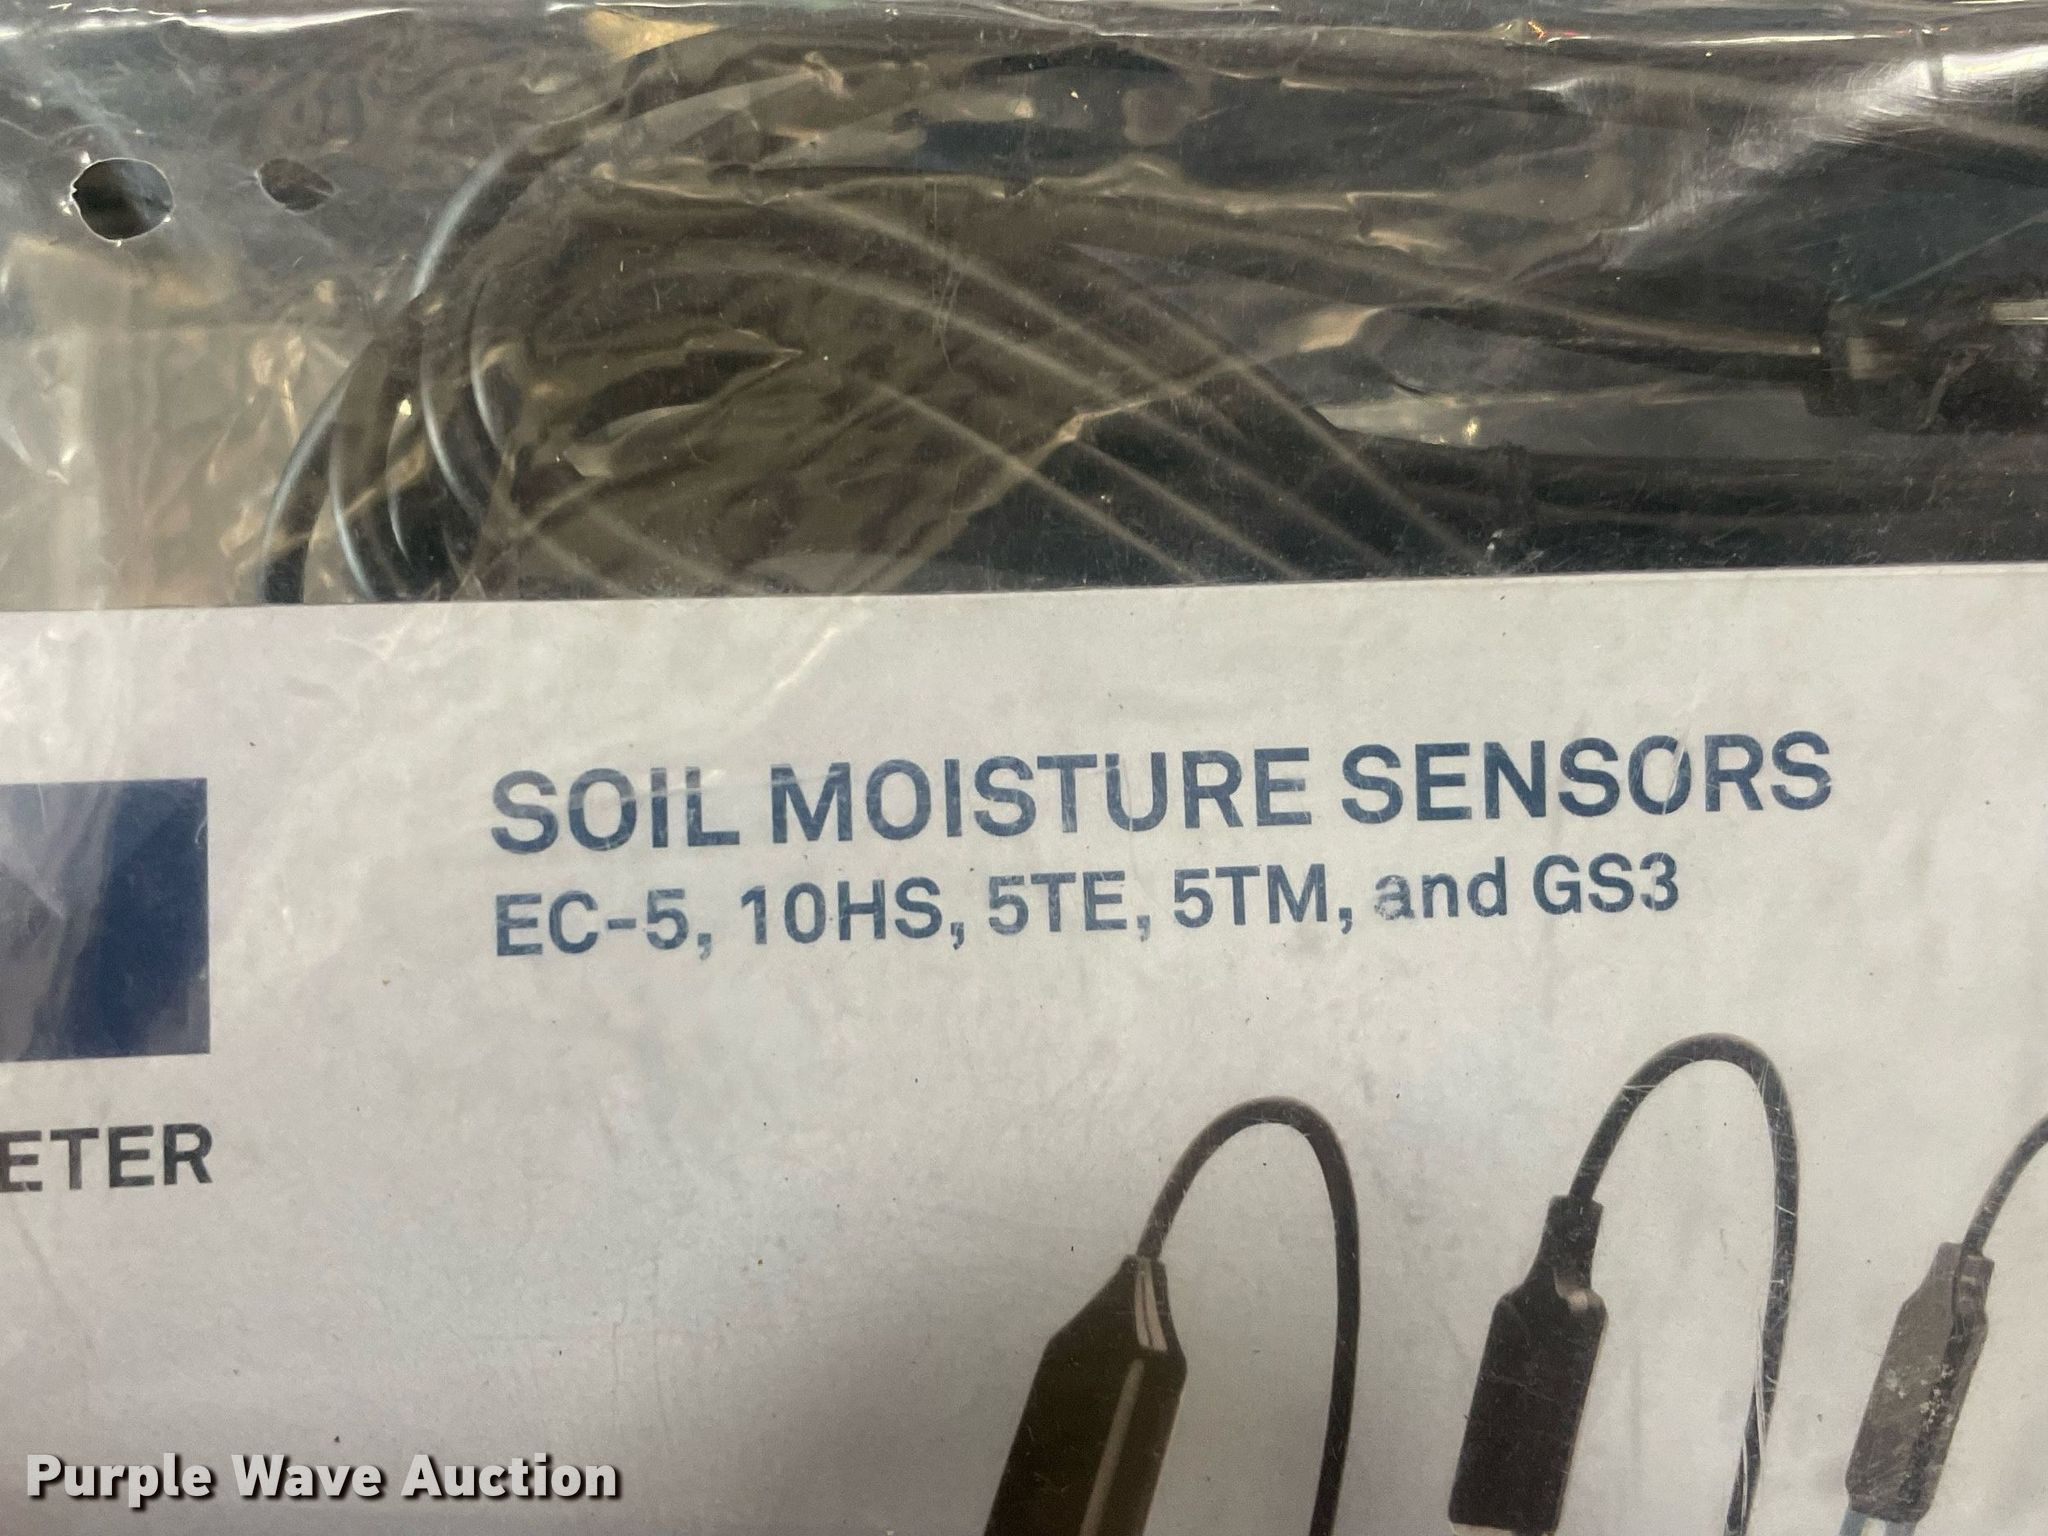 SOIL MOISTURE SENSORS
EC-5, 10HS, 5TE, 5TM, and GS3
ETER
Purple Wave Auction